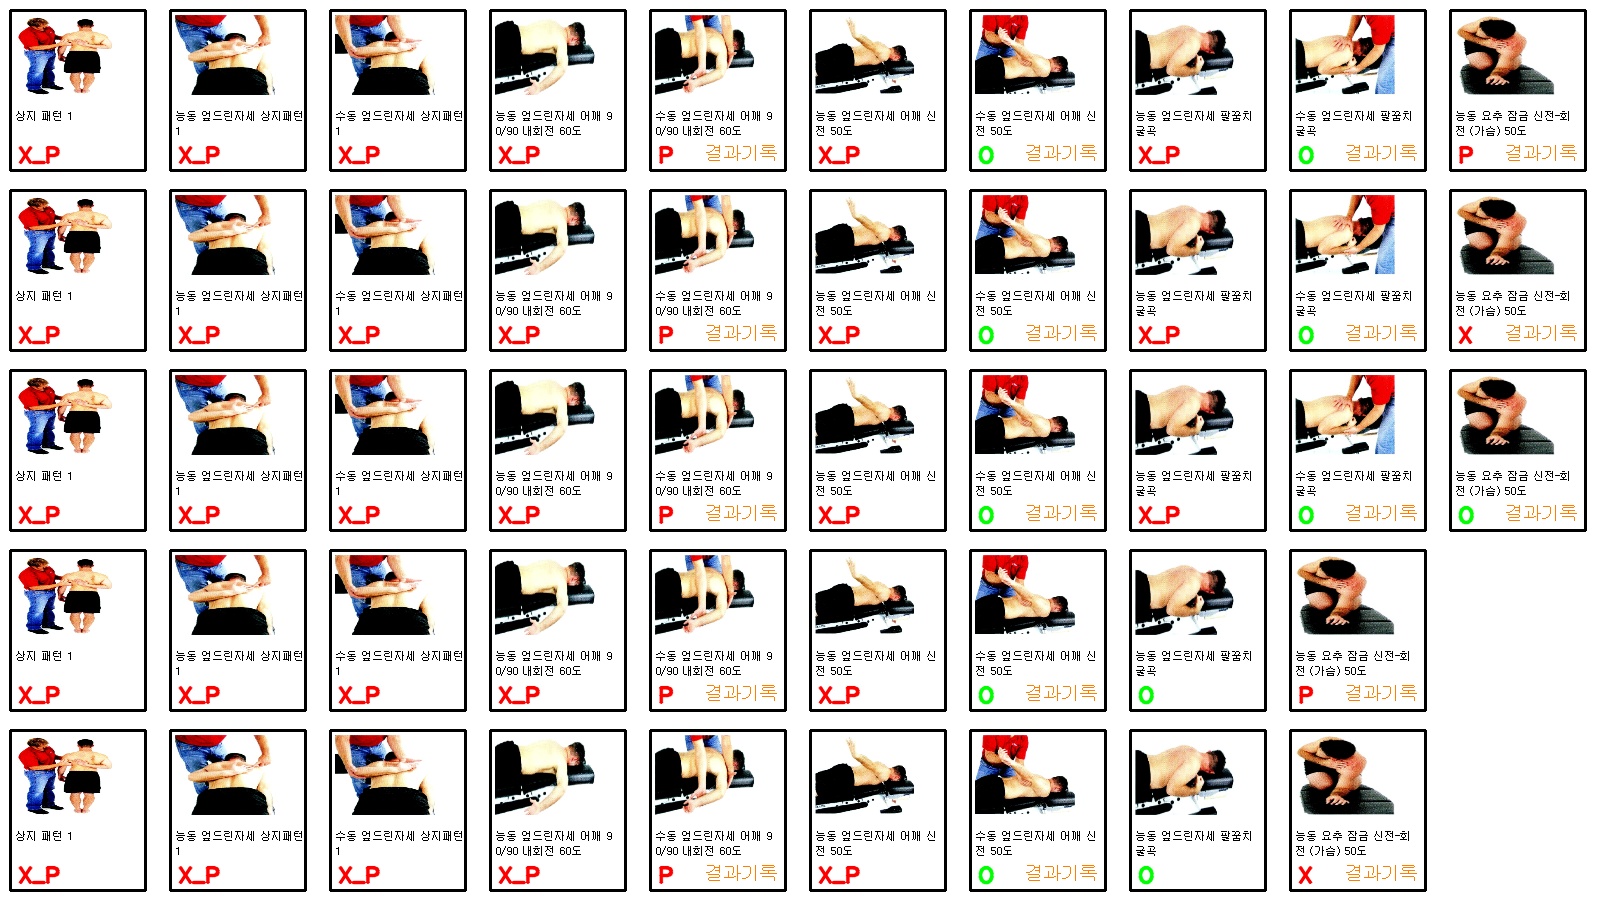 상지 패턴 1
X_P
능동 엎드린자세 상지패턴
1
X_P
수동 엎드린자세 상지패턴
1
X_P
능동 엎드린자세 어깨 9
0/90 내회전 60도
X_P
수동 엎드린자세 어깨 9
0/90 내회전 60도
P 결과기록
능동 엎드린자세 어깨 신
전 50도
X_P
수동 엎드린자세 어깨 신
전 50도
O 결과기록
능동 엎드린자세 팔꿈치
굴곡
X_P
수동 엎드린자세 팔꿈치
굴곡
O 결과기록
능동 요추 잠금 신전-회
전 (가슴) 50도
P 결과기록
상지 패턴 1
X_P
능동 엎드린자세 상지패턴
1
X_P
수동 엎드린자세 상지패턴
1
X_P
능동 엎드린자세 어깨 9
0/90 내회전 60도
X_P
수동 엎드린자세 어깨 9
0/90 내회전 60도
P 결과기록
능동 엎드린자세 어깨 신
전 50도
X_P
수동 엎드린자세 어깨 신
전 50도
O 결과기록
능동 엎드린자세 팔꿈치
굴곡
X_P
수동 엎드린자세 팔꿈치
굴곡
O 결과기록
능동 요추 잠금 신전-회
전 (가슴) 50도
X 결과기록
상지 패턴 1
X_P
능동 엎드린자세 상지패턴
1
X_P
수동 엎드린자세 상지패턴
1
X_P
능동 엎드린자세 어깨 9
0/90 내회전 60도
X_P
수동 엎드린자세 어깨 9
0/90 내회전 60도
P 결과기록
능동 엎드린자세 어깨 신
전 50도
X_P
수동 엎드린자세 어깨 신
전 50도
O 결과기록
능동 엎드린자세 팔꿈치
굴곡
X_P
수동 엎드린자세 팔꿈치
굴곡
O 결과기록
능동 요추 잠금 신전-회
전 (가슴) 50도
O 결과기록
상지 패턴 1
X_P
능동 엎드린자세 상지패턴
1
X_P
수동 엎드린자세 상지패턴
1
X_P
능동 엎드린자세 어깨 9
0/90 내회전 60도
X_P
수동 엎드린자세 어깨 9
0/90 내회전 60도
P 결과기록
능동 엎드린자세 어깨 신
전 50도
X_P
수동 엎드린자세 어깨 신
전 50도
O 결과기록
능동 엎드린자세 팔꿈치
굴곡
O
능동 요추 잠금 신전-회
전 (가슴) 50도
P 결과기록
상지 패턴 1
X_P
능동 엎드린자세 상지패턴
1
X_P
수동 엎드린자세 상지패턴
1
X_P
능동 엎드린자세 어깨 9
0/90 내회전 60도
X_P
수동 엎드린자세 어깨 9
0/90 내회전 60도
P 결과기록
능동 엎드린자세 어깨 신
전 50도
X_P
수동 엎드린자세 어깨 신
전 50도
O 결과기록
능동 엎드린자세 팔꿈치
굴곡
O
능동 요추 잠금 신전-회
전 (가슴) 50도
X 결과기록